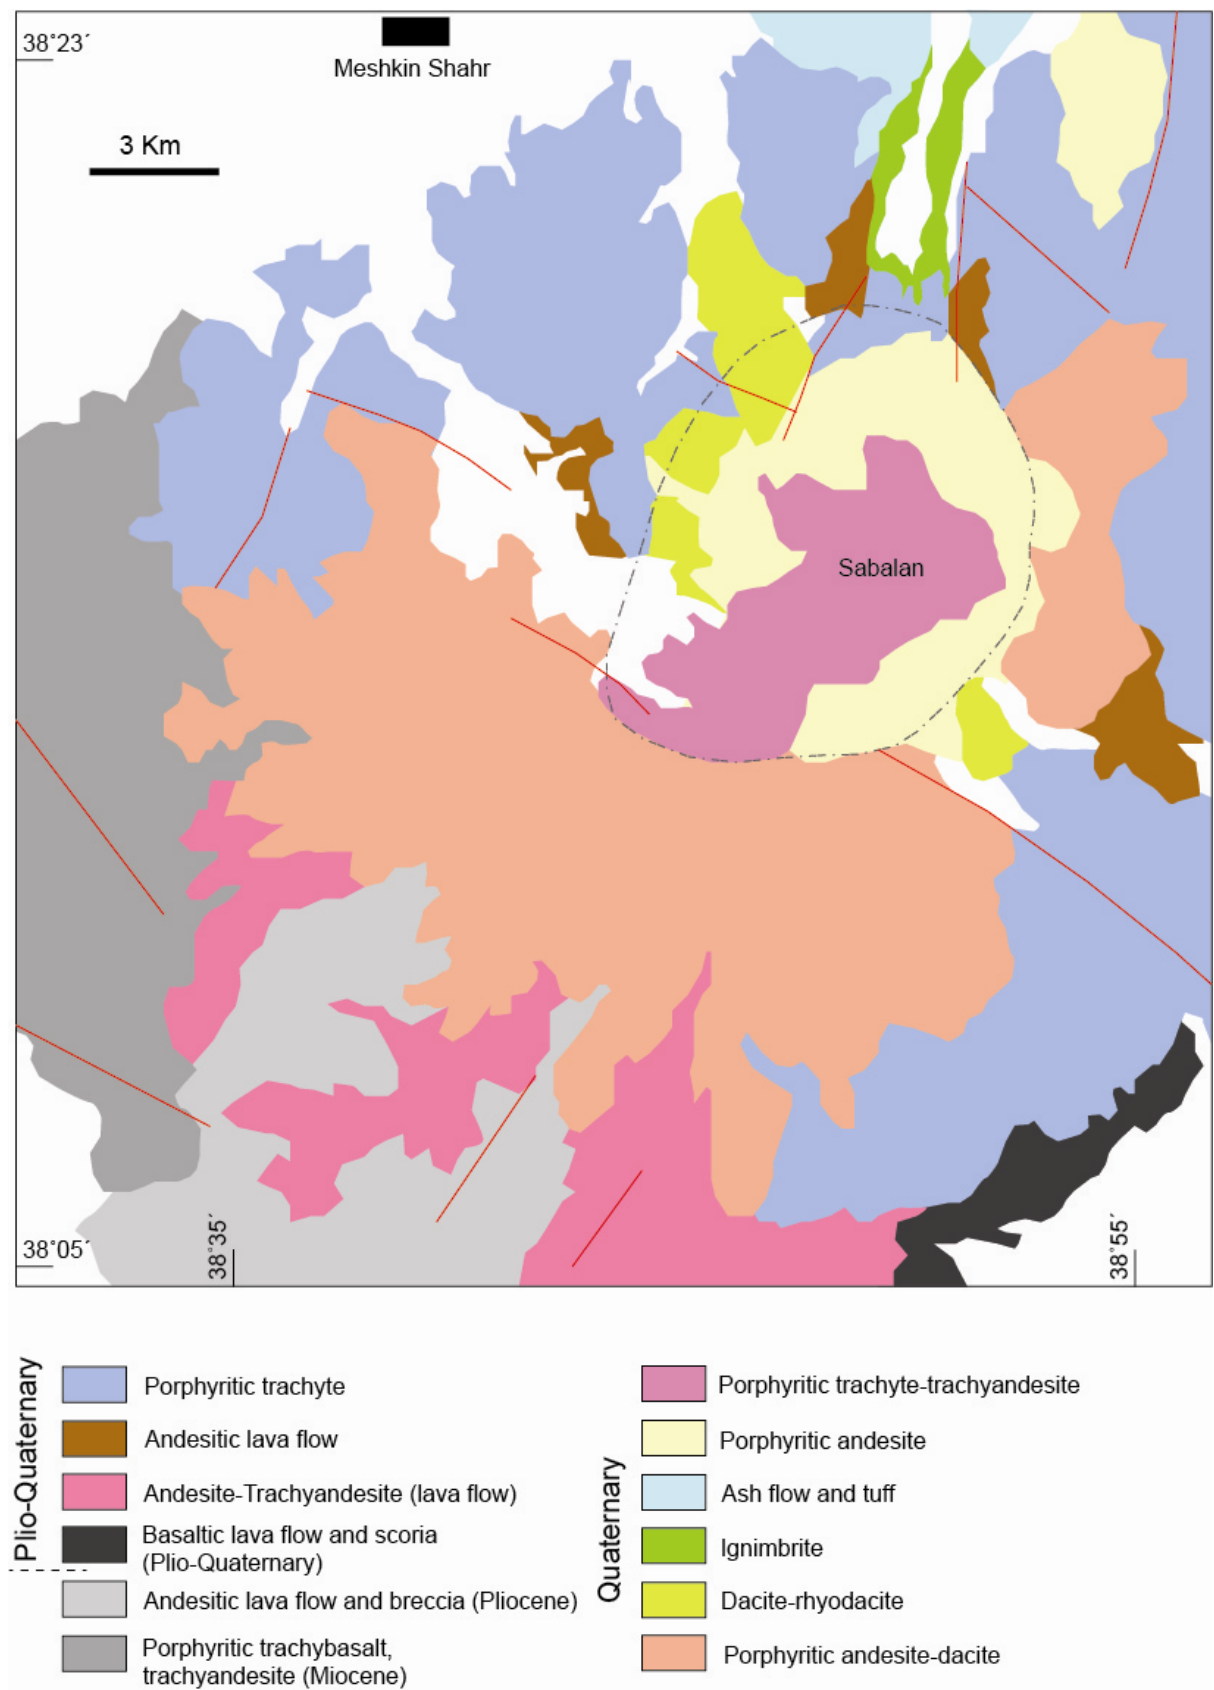 38°23´
Meshkin Shahr
3 Km
Sabalan
38°05´
38°35´
38°55´
Plio-Quaternary
Porphyritic trachyte
Andesitic lava flow
Andesite-Trachyandesite (lava flow)
Basaltic lava flow and scoria
(Plio-Quaternary)
Andesitic lava flow and breccia (Pliocene)
Porphyritic trachybasalt,
trachyandesite (Miocene)
Quaternary
Porphyritic trachyte-trachyandesite
Porphyritic andesite
Ash flow and tuff
Ignimbrite
Dacite-rhyodacite
Porphyritic andesite-dacite